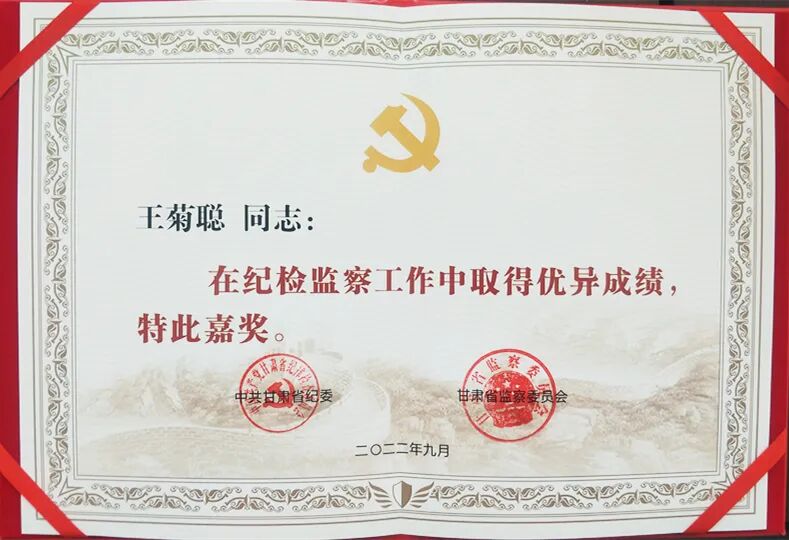 王菊聪 同志：
在纪检监察工作中取得优异成绩，
特此嘉奖。
中共甘肃省纪委 甘肃省监察委员会
二〇二二年九月